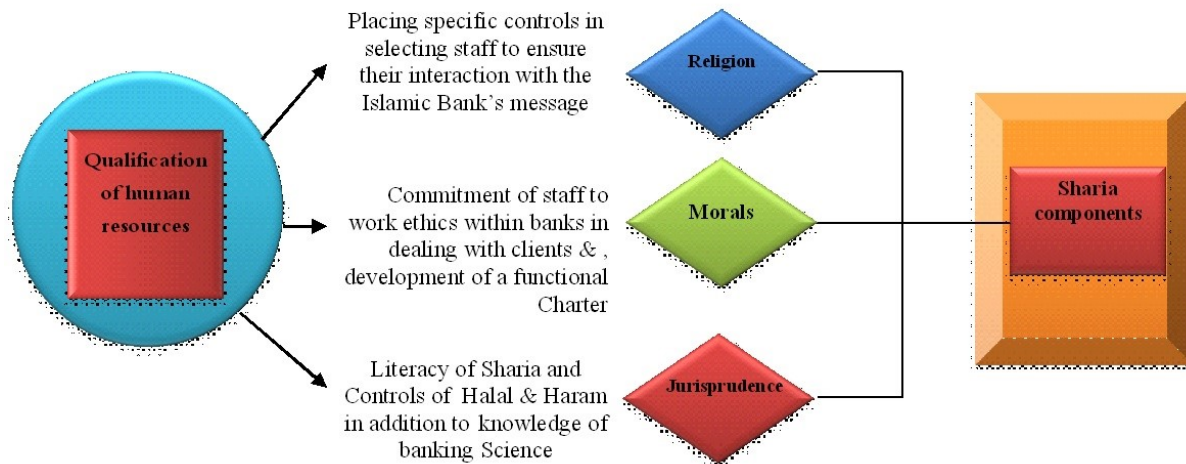 Qualification
of human
resources
Placing specific controls in
selecting staff to ensure
their interaction with the
Islamic Bank's message
Religion
Commitment of staff to
work ethics within banks in
dealing with clients & ,
development of a functional
Charter
Morals
Literacy of Sharia and
Controls of Halal & Haram
in addition to knowledge of
banking Science
Jurisprudence
Sharia
components